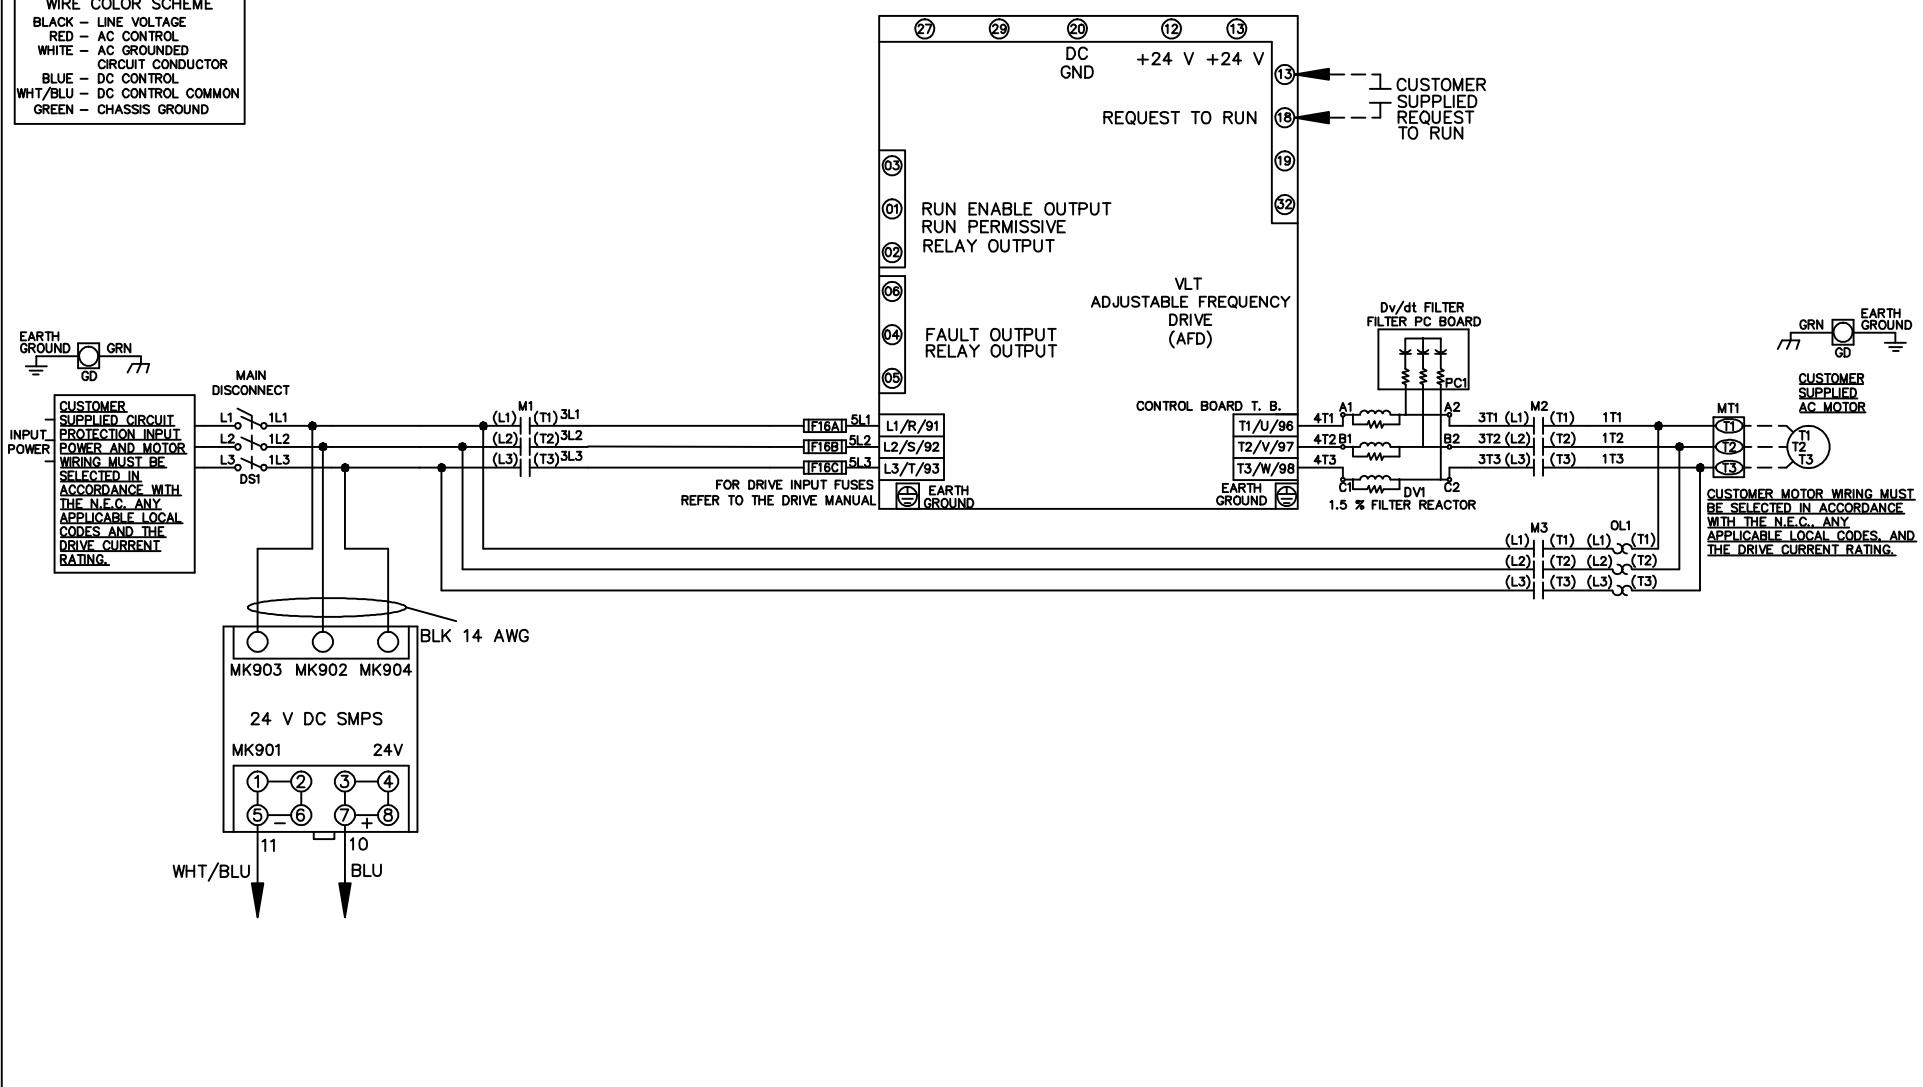 WIRE COLOR SCHEME
BLACK – LINE VOLTAGE
RED – AC CONTROL
WHITE – AC GROUNDED
CIRCUIT CONDUCTOR
BLUE – DC CONTROL
WHT/BLU – DC CONTROL COMMON
GREEN – CHASSIS GROUND
27 29 20 12 13
DC
GND
+24 V +24 V
13
REQUEST TO RUN
18
19
32
CUSTOMER
SUPPLIED
REQUEST
TO RUN
03
01
02
RUN ENABLE OUTPUT
RUN PERMISSIVE
RELAY OUTPUT
06
04
05
FAULT OUTPUT
RELAY OUTPUT
VLT
ADJUSTABLE FREQUENCY
DRIVE
(AFD)
Dv/dt FILTER
FILTER PC BOARD
PC1
EARTH
GROUND
GRN
GD
GRN
EARTH
GROUND
GD
INPUT
POWER
CUSTOMER
SUPPLIED CIRCUIT
PROTECTION INPUT
POWER AND MOTOR
WIRING MUST BE
SELECTED IN
ACCORDANCE WITH
THE N.E.C. ANY
APPLICABLE LOCAL
CODES AND THE
DRIVE CURRENT
RATING.
MAIN
DISCONNECT
L1 1L1
L2 1L2
L3 1L3
DS1
M1
(L1) (T1) 3L1
(L2) (T2) 3L2
(L3) (T3) 3L3
F16A 5L1 L1/R/91
F16B 5L2 L2/S/92
F16C 5L3 L3/T/93
FOR DRIVE INPUT FUSES
REFER TO THE DRIVE MANUAL
EARTH
GROUND
CONTROL BOARD T. B.
T1/U/96 4T1 A1 A2
T2/V/97 4T2 B1 B2
T3/W/98 4T3 C1 C2
EARTH
GROUND
DV1
1.5 % FILTER REACTOR
M2
3T1 (L1) (T1) 1T1
3T2 (L2) (T2) 1T2
3T3 (L3) (T3) 1T3
MT1
T1
T2
T3
CUSTOMER
SUPPLIED
AC MOTOR
T1
T2
T3
CUSTOMER MOTOR WIRING MUST
BE SELECTED IN ACCORDANCE
WITH THE N.E.C., ANY
APPLICABLE LOCAL CODES, AND
THE DRIVE CURRENT RATING.
M3 OL1
(L1) (T1) (L1) (T1)
(L2) (T2) (L2) (T2)
(L3) (T3) (L3) (T3)
BLK 14 AWG
MK903 MK902 MK904
24 V DC SMPS
MK901 24V
1 2 3 4
5 6 7 8
– +
11 10
WHT/BLU BLU